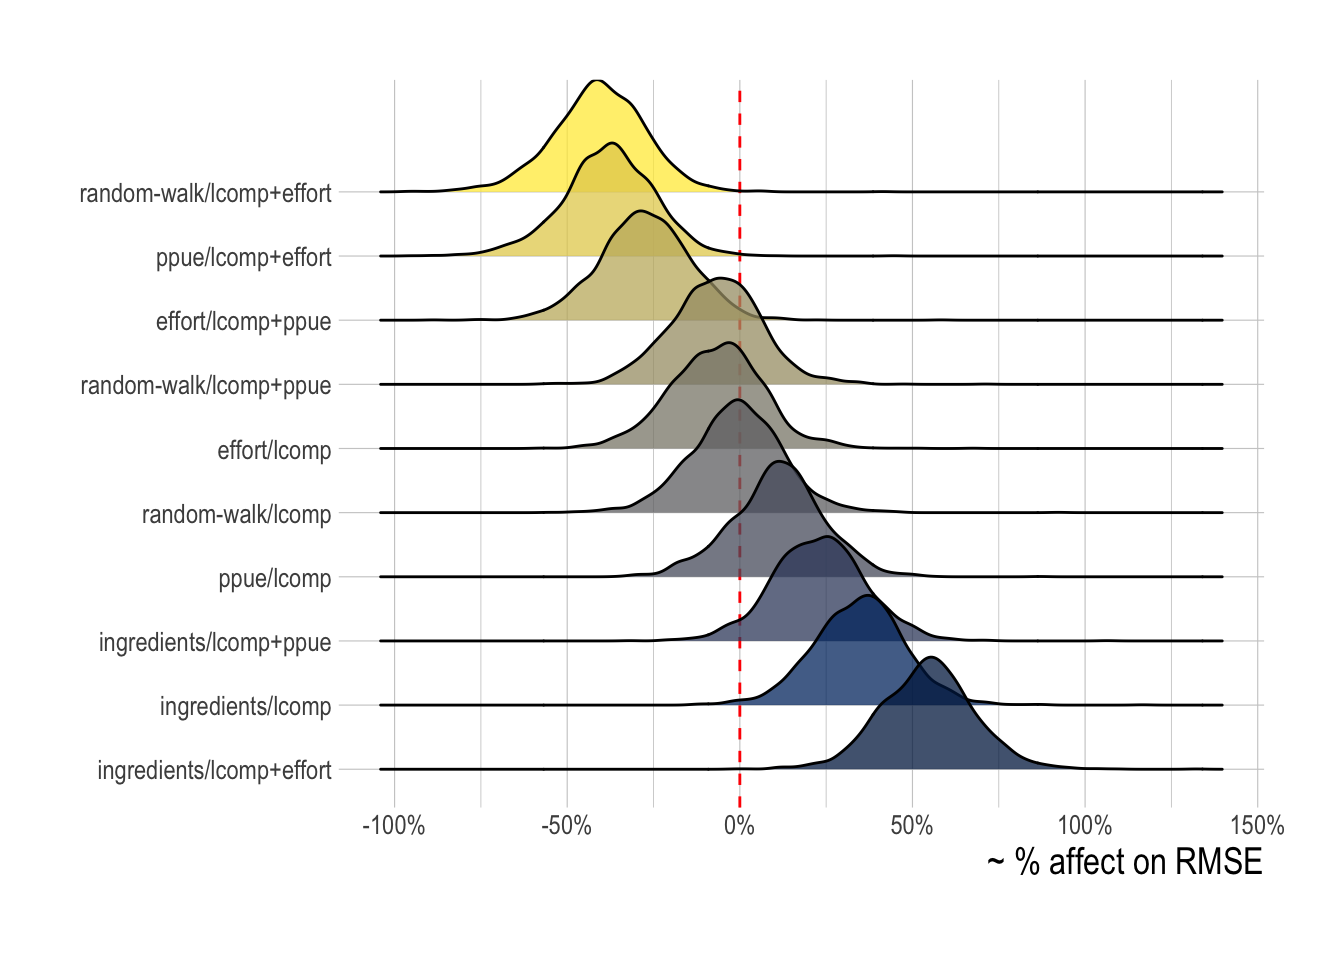 random-walk/lcomp+effort
ppue/lcomp+effort
effort/lcomp+ppue
random-walk/lcomp+ppue
effort/lcomp
random-walk/lcomp
ppue/lcomp
ingredients/lcomp+ppue
ingredients/lcomp
ingredients/lcomp+effort
-100% -50% 0% 50% 100% 150%
~ % affect on RMSE